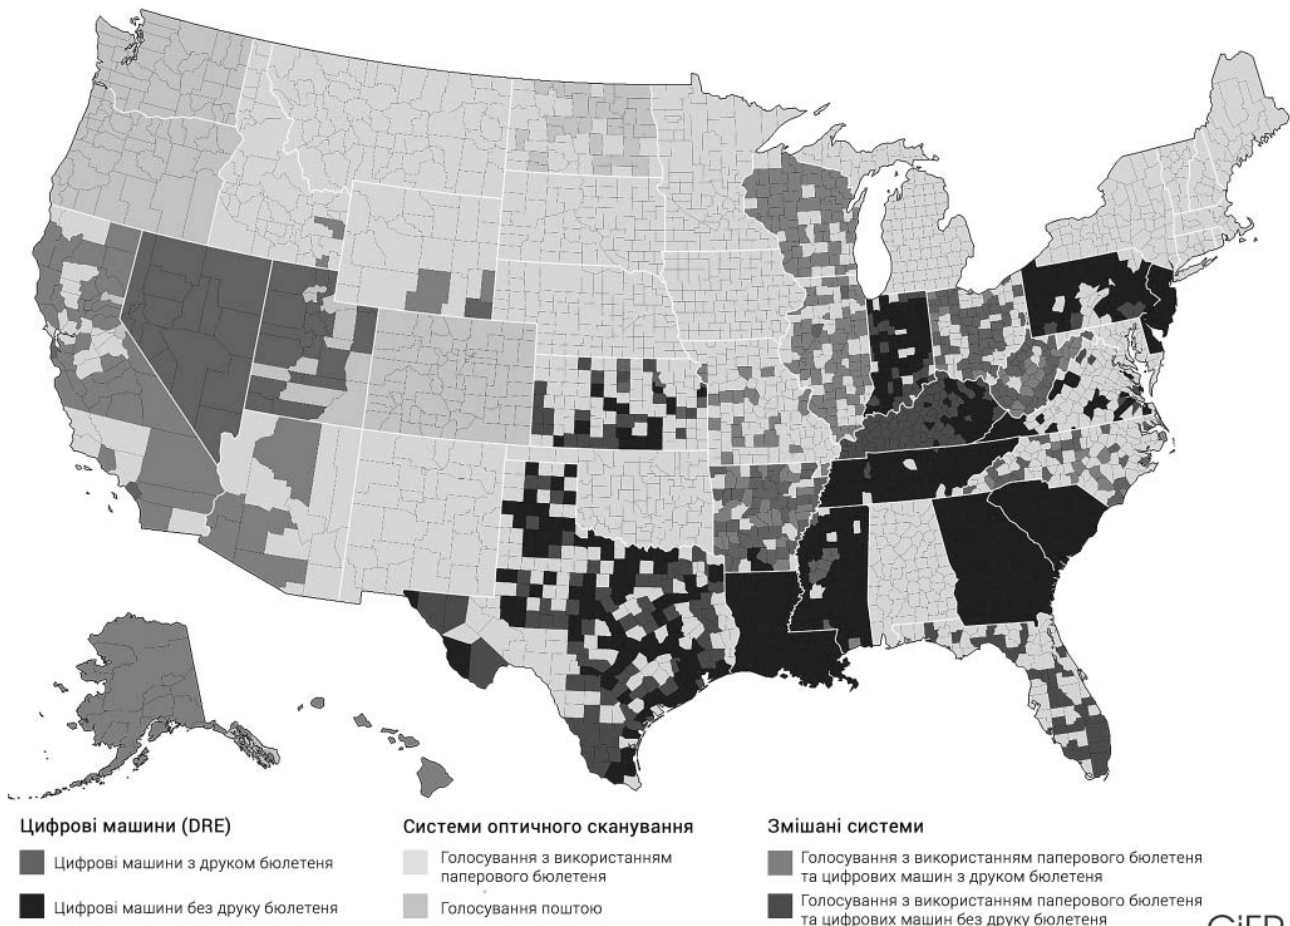 Цифрові машини (DRE)
Цифрові машини з друком бюлетеня
Цифрові машини без друку бюлетеня
Системи оптичного сканування
Голосування з використанням
паперового бюлетеня
Голосування поштою
Змішані системи
Голосування з використанням паперового бюлетеня
та цифрових машин з друком бюлетеня
Голосування з використанням паперового бюлетеня
та цифрових машин без друку бюлетеня